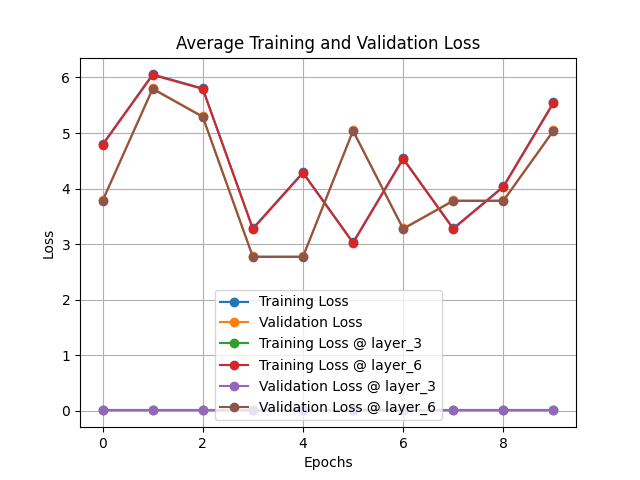 Average Training and Validation Loss
6
5
4
3
2
1
0
Loss
Training Loss
Validation Loss
Training Loss @ layer_3
Training Loss @ layer_6
Validation Loss @ layer_3
Validation Loss @ layer_6
0 2 4 6 8
Epochs